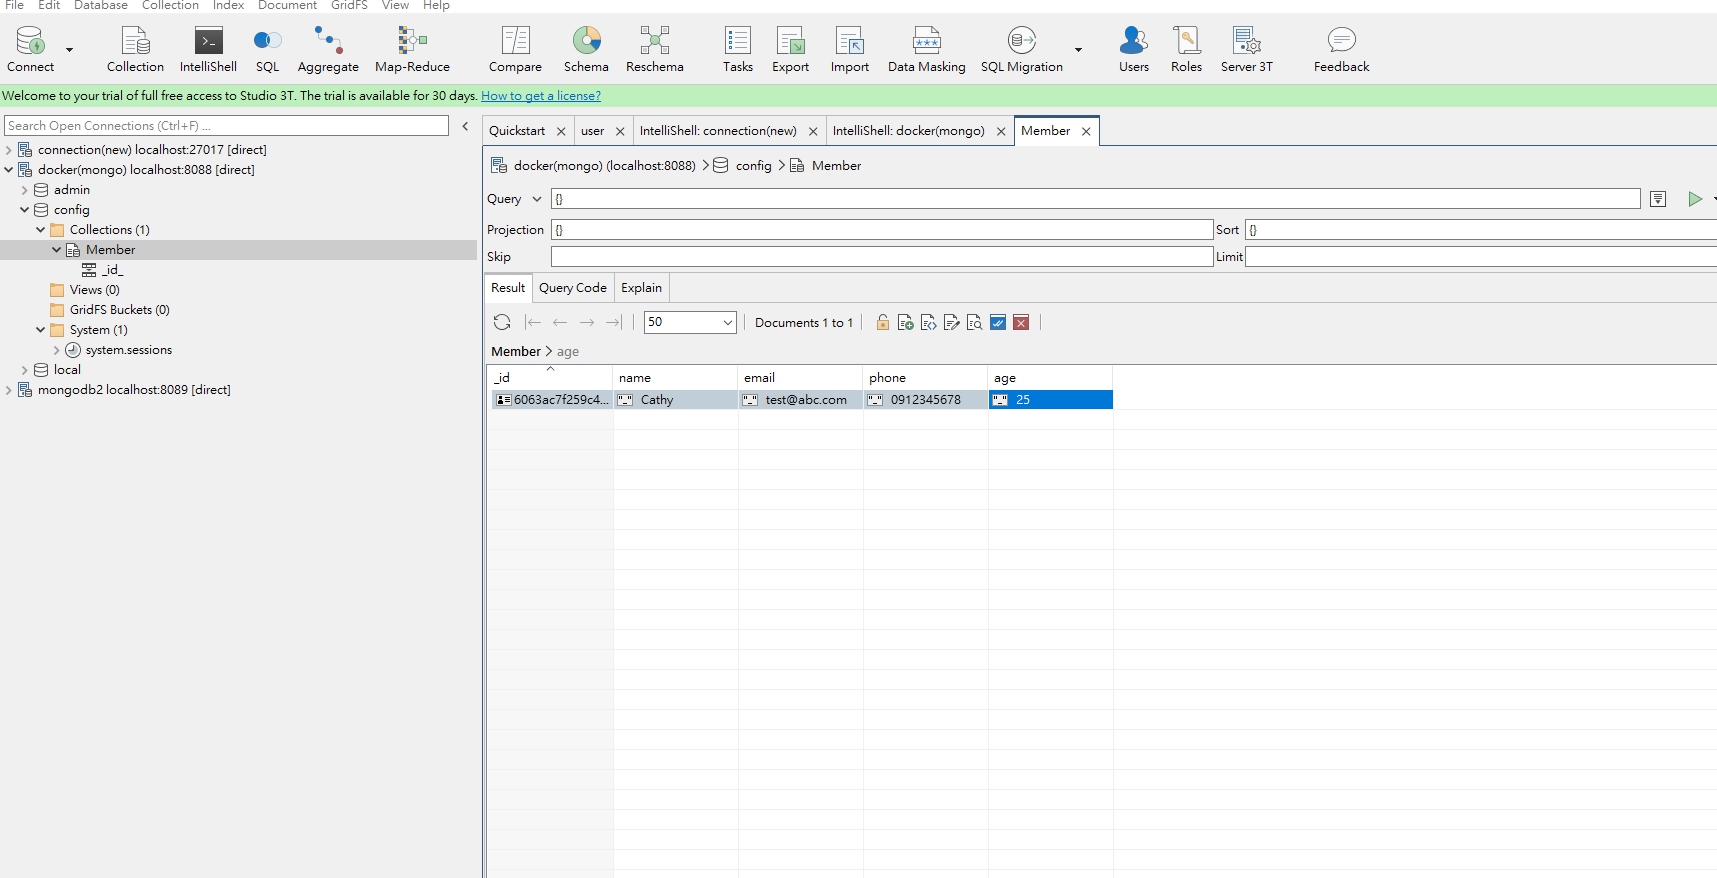 File Edit Database Collection Index Document GridFS View Help
Connect Collection IntelliShell SQL Aggregate Map-Reduce Compare Schema Reschema Tasks Export Import Data Masking SQL Migration Users Roles Server 3T Feedback
Welcome to your trial of full free access to Studio 3T. The trial is available for 30 days. How to get a license?
Search Open Connections (Ctrl+F) ...
connection(new) localhost:27017 [direct]
docker(mongo) localhost:8088 [direct]
admin
config
Collections (1)
Member
_id_
Views (0)
GridFS Buckets (0)
System (1)
system.sessions
local
mongodb2 localhost:8089 [direct]
Quickstart user IntelliShell: connection(new) IntelliShell: docker(mongo) Member
docker(mongo) (localhost:8088) config Member
Query {}
Projection {} Sort {}
Skip Limit
Result Query Code Explain
50 Documents 1 to 1
Member > age
_id name email phone age
6063ac7f259c4... Cathy test@abc.com 0912345678 25